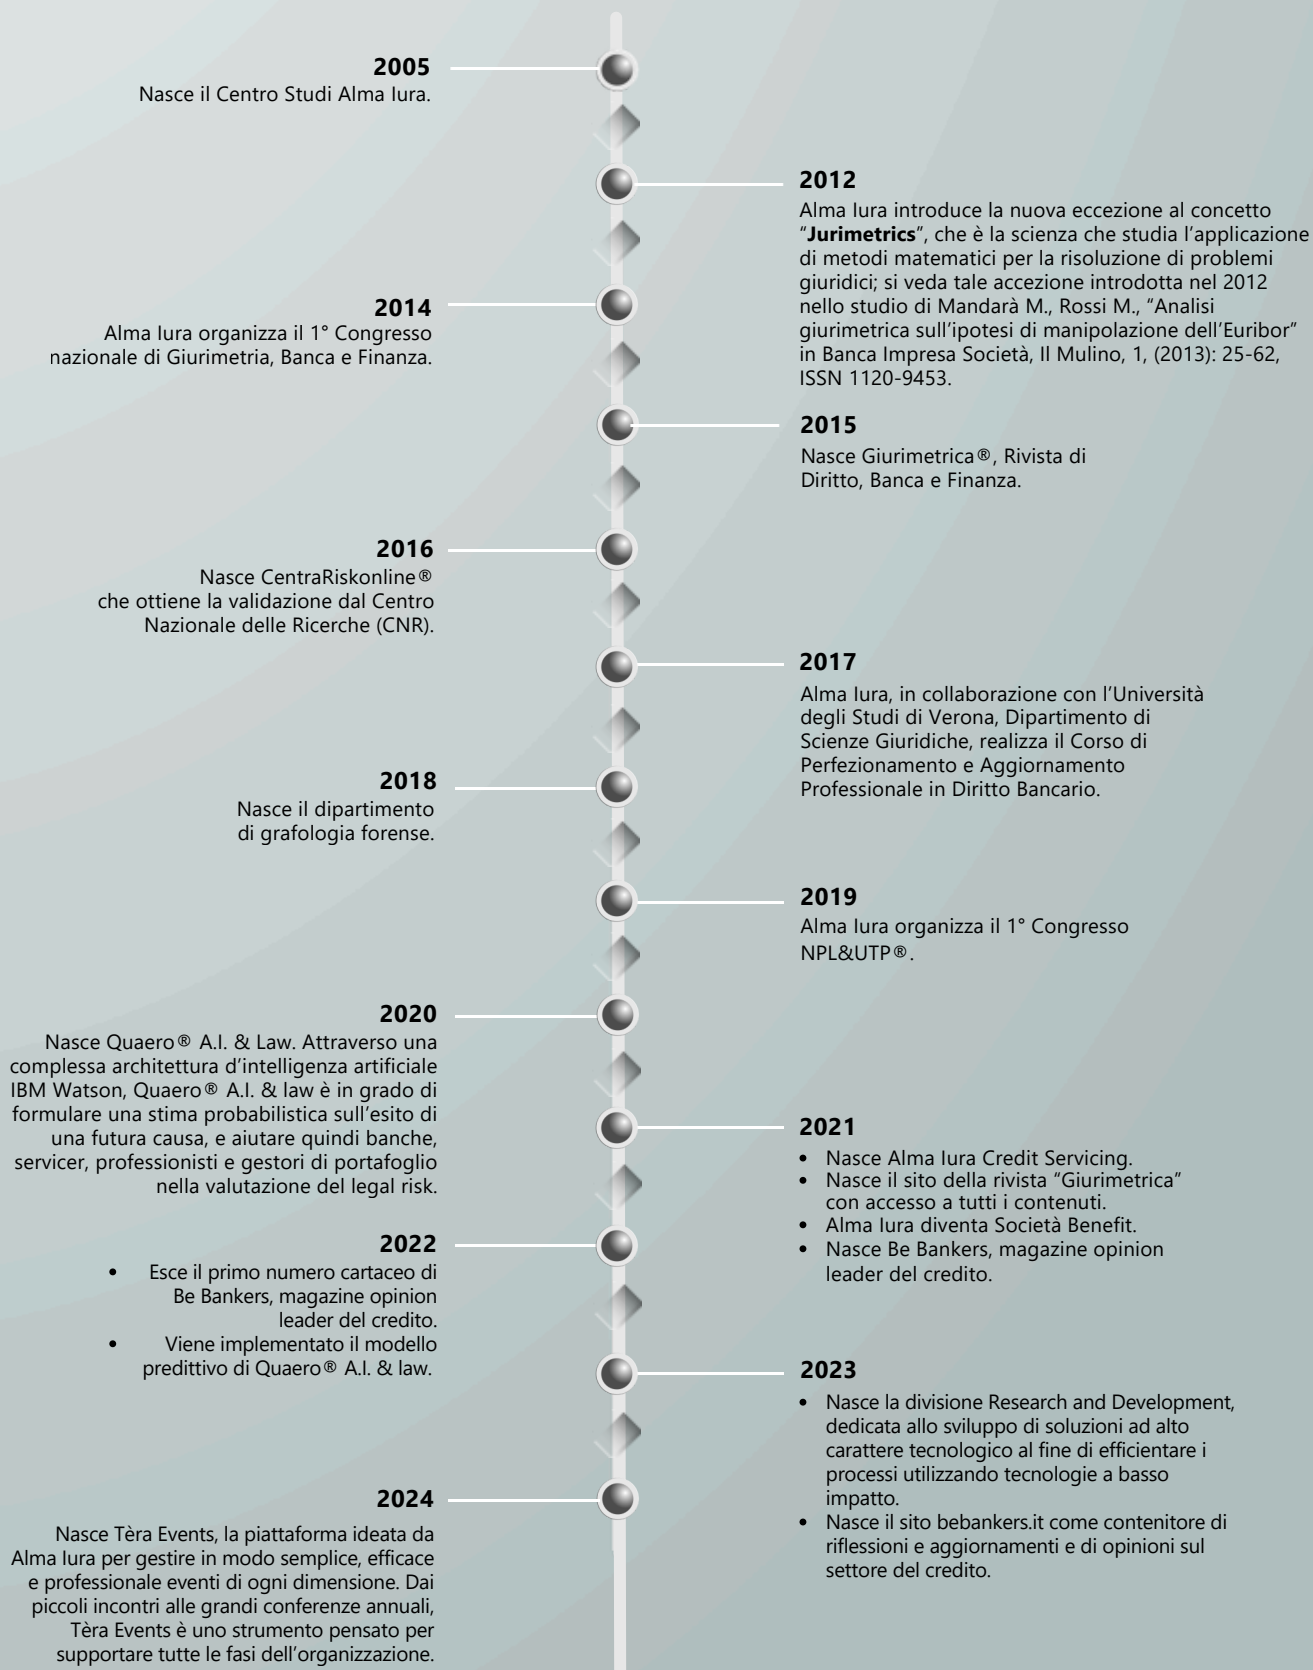 2005
Nasce il Centro Studi Alma Iura.
2012
Alma Iura introduce la nuova eccezione al concetto
“Jurimetrics”, che è la scienza che studia l’applicazione
di metodi matematici per la risoluzione di problemi
giuridici; si veda tale accezione introdotta nel 2012
nello studio di Mandarà M., Rossi M., “Analisi
giurimetrica sull’ipotesi di manipolazione dell’Euribor”
in Banca Impresa Società, Il Mulino, 1, (2013): 25-62,
ISSN 1120-9453.
2014
Alma Iura organizza il 1° Congresso
nazionale di Giurimetria, Banca e Finanza.
2015
Nasce Giurimetrica®, Rivista di
Diritto, Banca e Finanza.
2016
Nasce CentraRiskonline®
che ottiene la validazione dal Centro
Nazionale delle Ricerche (CNR).
2017
Alma Iura, in collaborazione con l’Università
degli Studi di Verona, Dipartimento di
Scienze Giuridiche, realizza il Corso di
Perfezionamento e Aggiornamento
Professionale in Diritto Bancario.
2018
Nasce il dipartimento
di grafologia forense.
2019
Alma Iura organizza il 1° Congresso
NPL&UTP®.
2020
Nasce Quaero® A.I. & Law. Attraverso una
complessa architettura d’intelligenza artificiale
IBM Watson, Quaero® A.I. & law è in grado di
formulare una stima probabilistica sull’esito di
una futura causa, e aiutare quindi banche,
servicer, professionisti e gestori di portafoglio
nella valutazione del legal risk.
2021
• Nasce Alma Iura Credit Servicing.
• Nasce il sito della rivista “Giurimetrica”
con accesso a tutti i contenuti.
• Alma Iura diventa Società Benefit.
• Nasce Be Bankers, magazine opinion
leader del credito.
2022
• Esce il primo numero cartaceo di
Be Bankers, magazine opinion
leader del credito.
• Viene implementato il modello
predittivo di Quaero® A.I. & law.
2023
• Nasce la divisione Research and Development,
dedicata allo sviluppo di soluzioni ad alto
carattere tecnologico al fine di efficientare i
processi utilizzando tecnologie a basso
impatto.
• Nasce il sito bebankers.it come contenitore di
riflessioni e aggiornamenti e di opinioni sul
settore del credito.
2024
Nasce Tèra Events, la piattaforma ideata da
Alma Iura per gestire in modo semplice, efficace
e professionale eventi di ogni dimensione. Dai
piccoli incontri alle grandi conferenze annuali,
Tèra Events è uno strumento pensato per
supportare tutte le fasi dell’organizzazione.